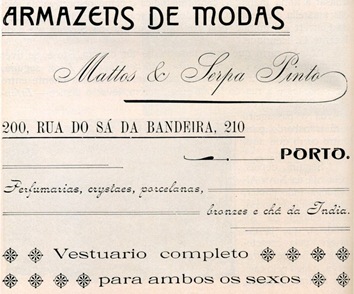 ARMAZENS DE MODAS
Mattos & Serpa Pinto
200, RUA DO SÁ DA BANDEIRA, 210
PORTO.
Perfumarias, crystaes, porcelanas,
bronzes e chá da India.
Vestuario completo
para ambos os sexos